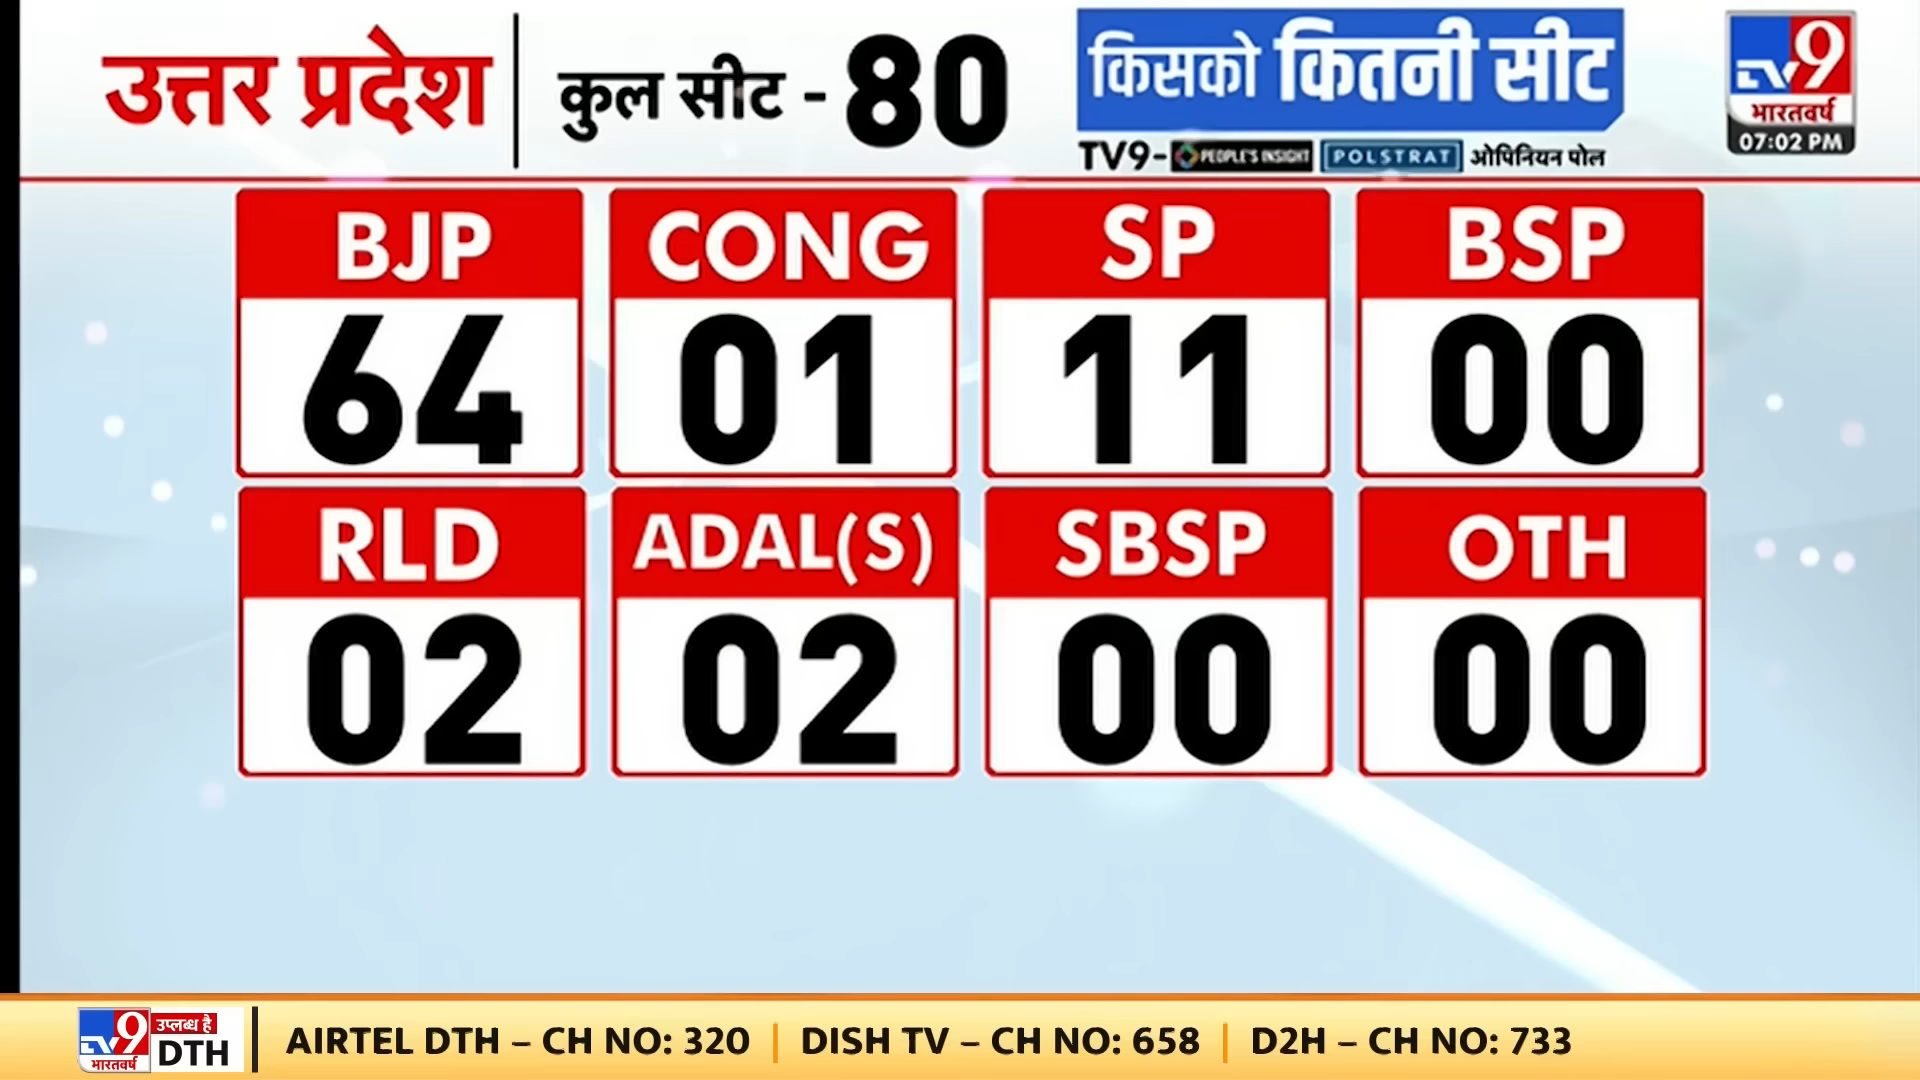 उत्तर प्रदेश
कुल सीट - 80
किसको कितनी सीट
TV9- PEOPLE'S INSIGHT POLSTRAT ओपिनियन पोल
TV9
भारतवर्ष
07:02 PM
BJP CONG SP BSP
64 01 11 00
RLD ADAL(S) SBSP OTH
02 02 00 00
TV9 भारतवर्ष उप्लब्ध है DTH
AIRTEL DTH – CH NO: 320 | DISH TV – CH NO: 658 | D2H – CH NO: 733